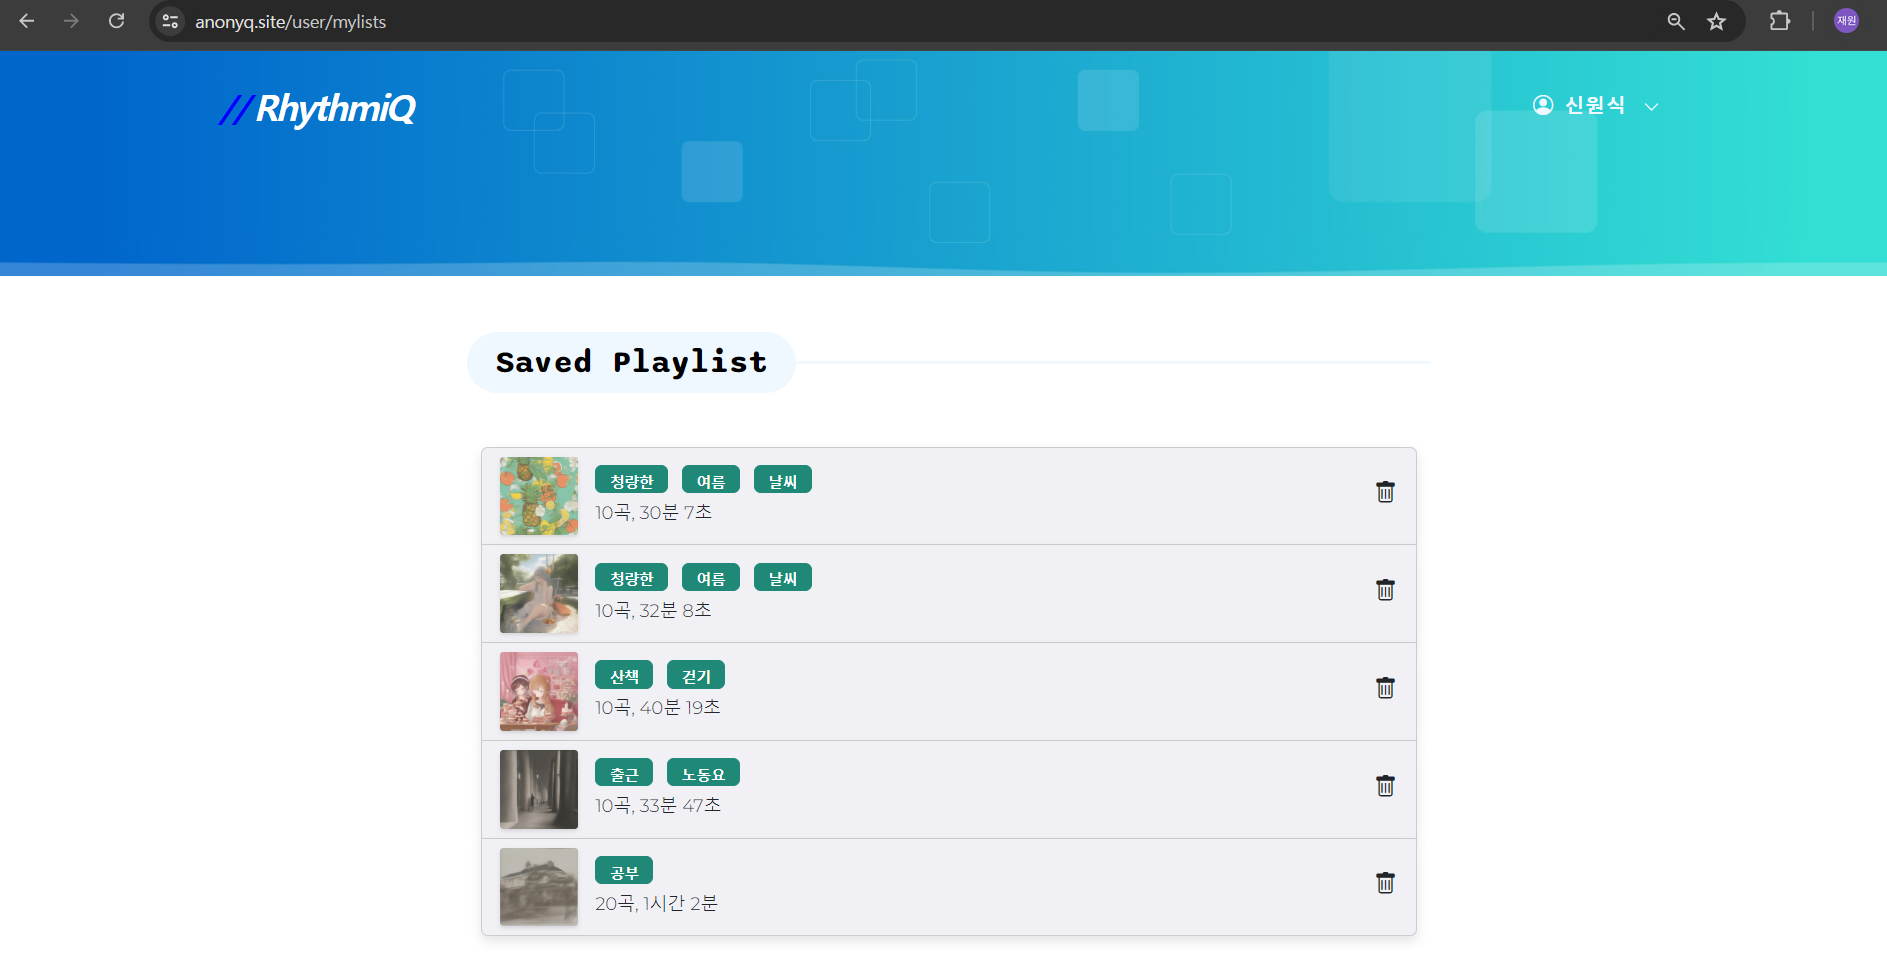 anonyq.site/user/mylists
재원
//RhythmiQ
신원식
Saved Playlist
청량한 여름 날씨
10곡, 30분 7초
청량한 여름 날씨
10곡, 32분 8초
산책 걷기
10곡, 40분 19초
출근 노동요
10곡, 33분 47초
공부
20곡, 1시간 2분